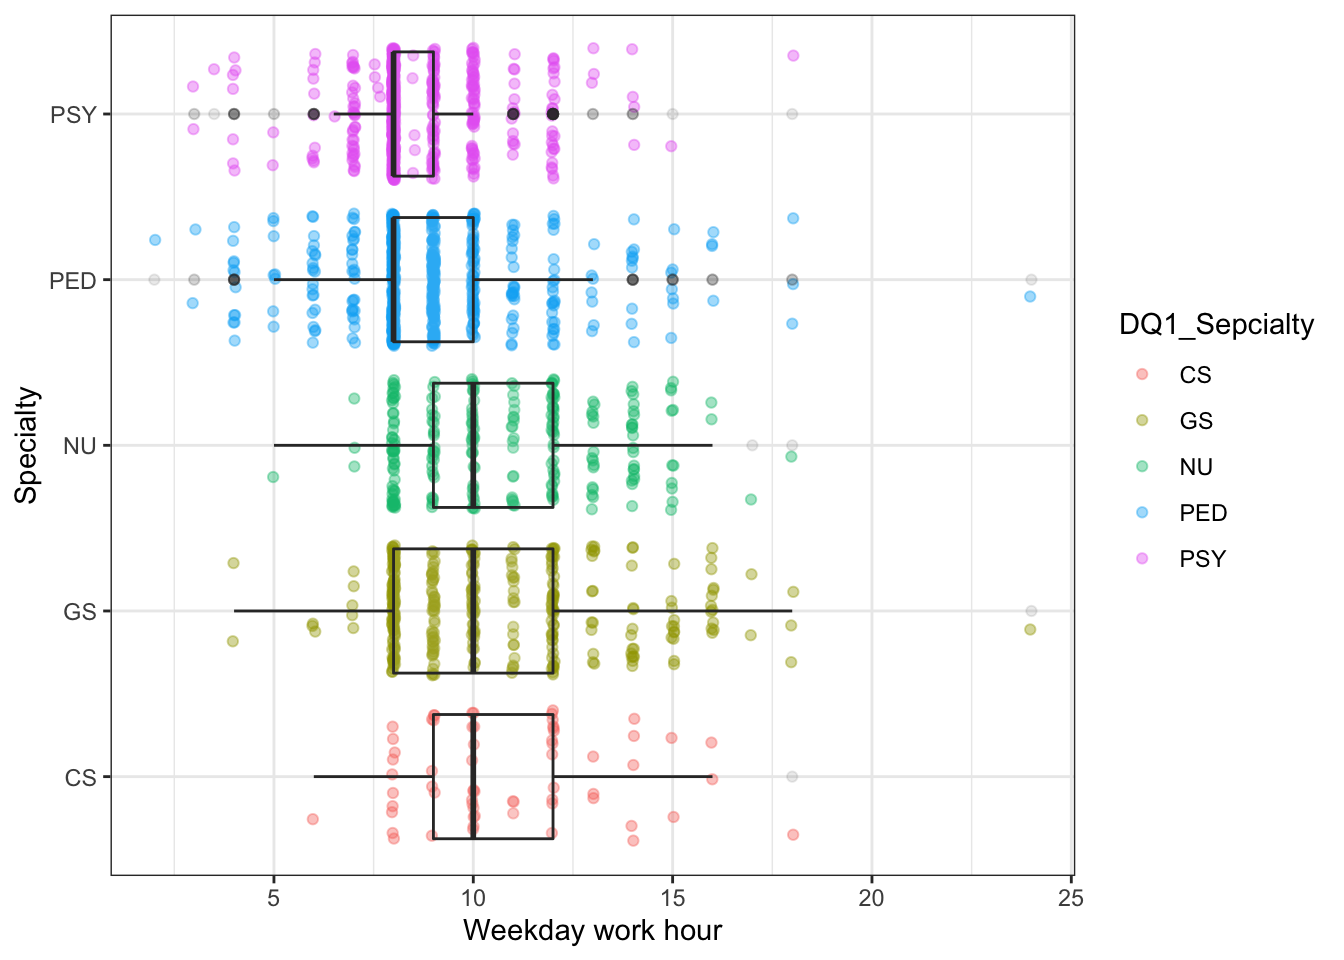 PSY
PED
NU
GS
CS
Specialty
5
10
15
20
25
Weekday work hour
DQ1_Sepcialty
CS
GS
NU
PED
PSY